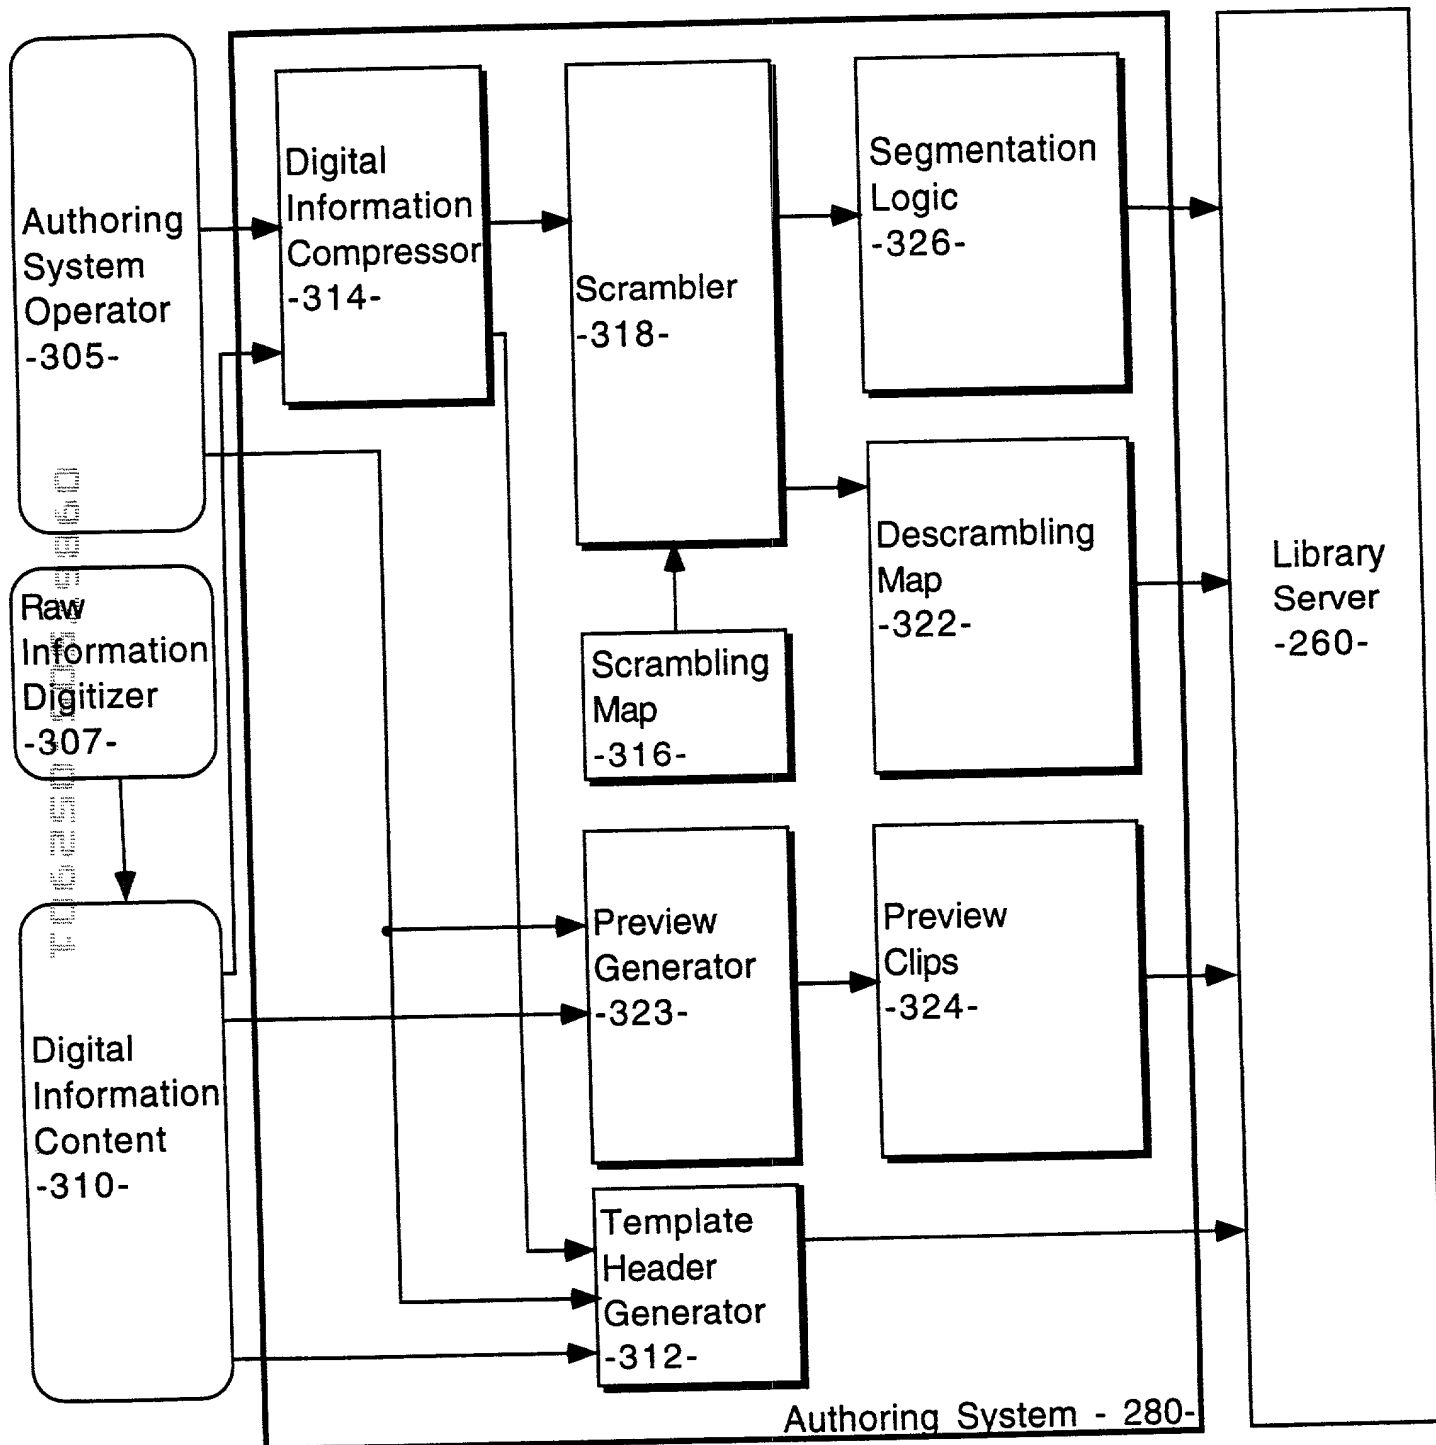 Authoring
System
Operator
-305-
Raw
Information
Digitizer
-307-
Digital
Information
Content
-310-
Digital
Information
Compressor
-314-
Scrambler
-318-
Scrambling
Map
-316-
Segmentation
Logic
-326-
Descrambling
Map
-322-
Preview
Generator
-323-
Preview
Clips
-324-
Template
Header
Generator
-312-
Authoring System - 280-
Library
Server
-260-